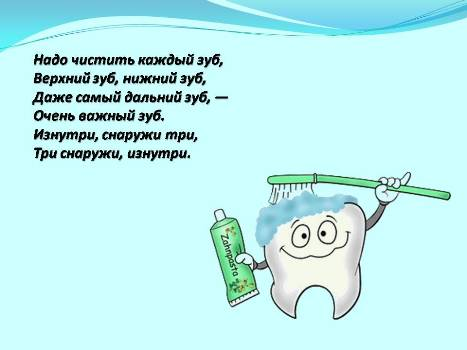 Надо чистить каждый зуб,
Верхний зуб, нижний зуб,
Даже самый дальний зуб, —
Очень важный зуб.
Изнутри, снаружи три,
Три снаружи, изнутри.
Zahnpasta